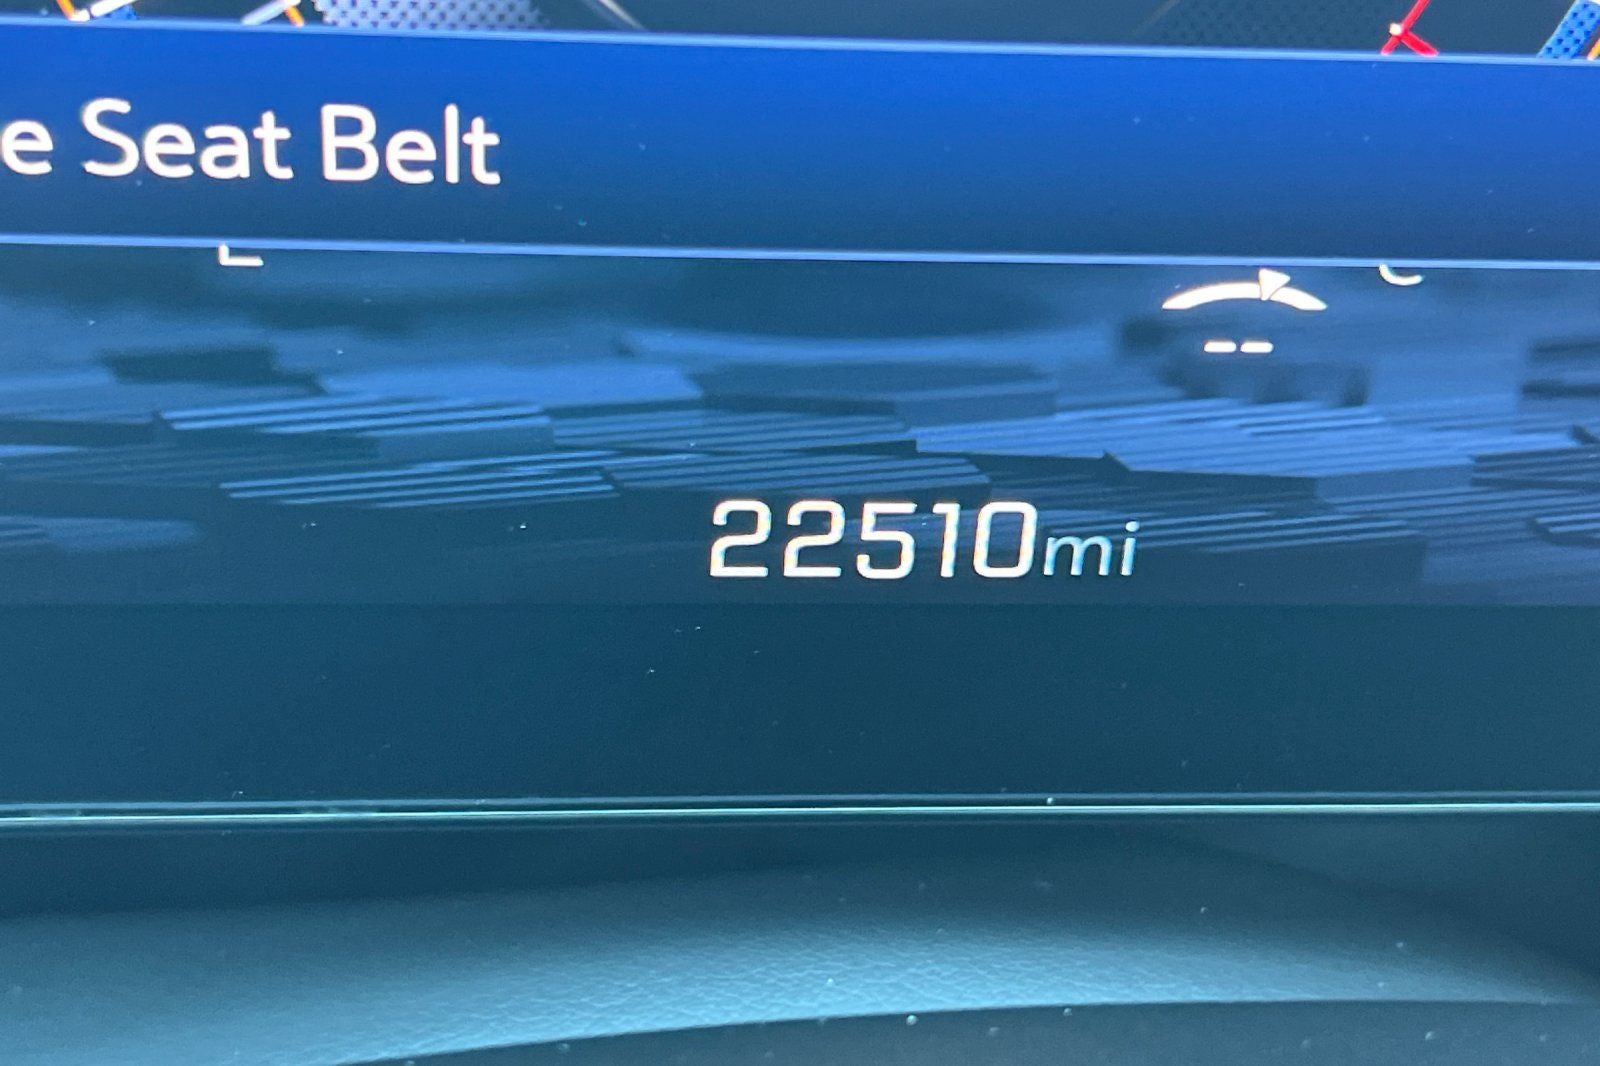 Seat Belt
--
22510mi